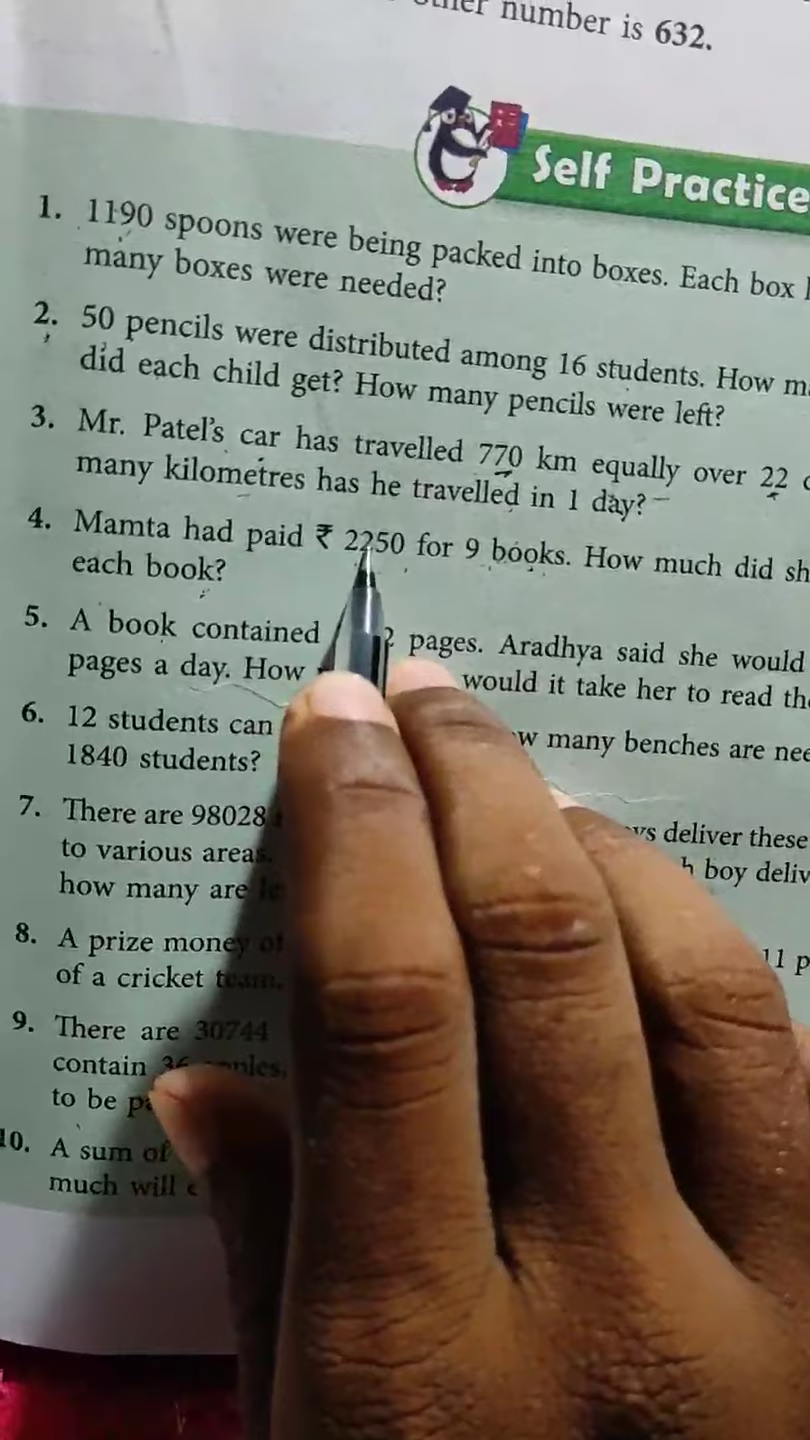 number is 632.
Self Practice
1. 1190 spoons were being packed into boxes. Each box
many boxes were needed?
2. 50 pencils were distributed among 16 students. How
did each child get? How many pencils were left?
3. Mr. Patel's car has travelled 770 km equally over 22
many kilometres has he travelled in 1 day?
4. Mamta had paid ₹ 2250 for 9 books. How much did
each book?
5. A book contained pages. Aradhya said she would
pages a day. How would it take her to read
6. 12 students can many benches are
1840 students?
7. There are 98028 deliver these
to various areas. boy
how many are
8. A prize money of 11
of a cricket team.
9. There are 30744
contain 36
to be
10. A sum of
much will